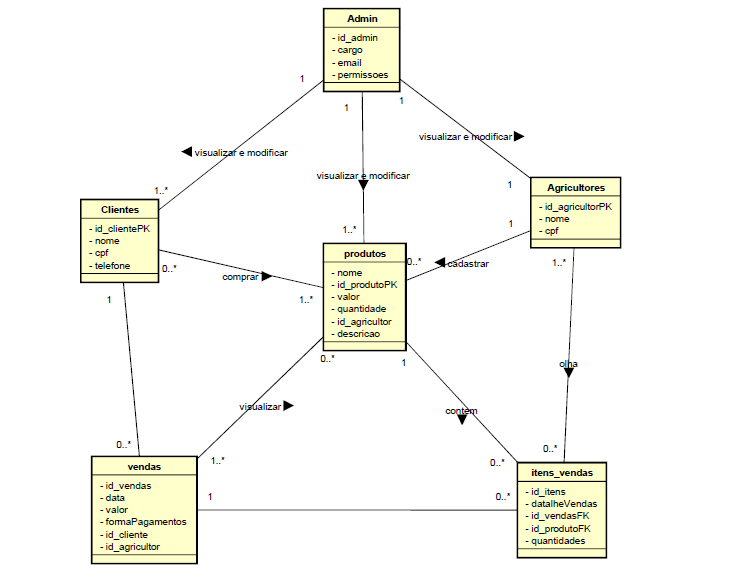 Admin
- id_admin
- cargo
- email
- permissoes
1
1
1
visualizar e modificar
visualizar e modificar
visualizar e modificar
1..*
1
1..*
Clientes
- id_clientePK
- nome
- cpf
- telefone
Agricultores
- id_agricultorPK
- nome
- cpf
1
0..*
comprar
1..*
produtos
- nome
- id_produtoPK
- valor
- quantidade
- id_agricultor
- descricao
0..*
cadastrar
1..*
1
0..*
1
olha
visualizar
contem
0..*
1..*
0..*
0..*
vendas
- id_vendas
- data
- valor
- formaPagamentos
- id_cliente
- id_agricultor
1
0..*
itens_vendas
- id_itens
- datalheVendas
- id_vendasFK
- id_produtoFK
- quantidades